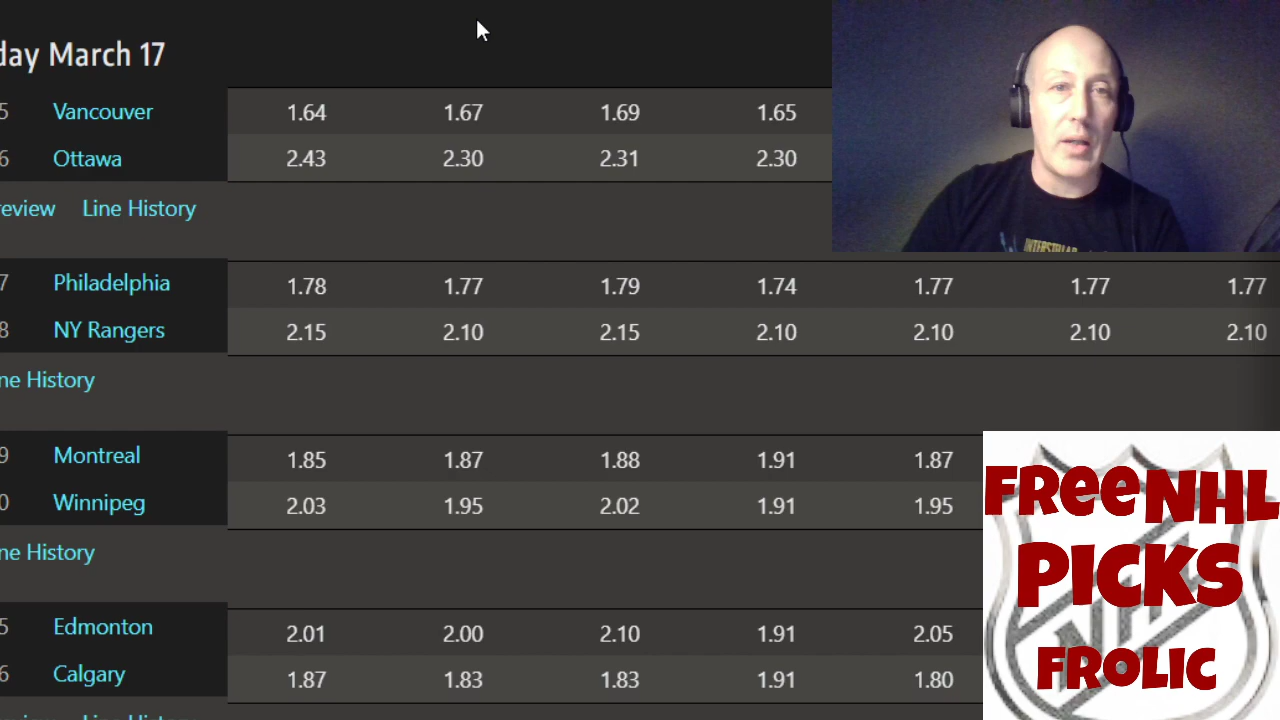 day March 17
5 Vancouver 1.64 1.67 1.69 1.65
6 Ottawa 2.43 2.30 2.31 2.30
review Line History
7 Philadelphia 1.78 1.77 1.79 1.74 1.77 1.77 1.77
8 NY Rangers 2.15 2.10 2.15 2.10 2.10 2.10 2.10
ne History
9 Montreal 1.85 1.87 1.88 1.91 1.87
0 Winnipeg 2.03 1.95 2.02 1.91 1.95
ne History
5 Edmonton 2.01 2.00 2.10 1.91 2.05
6 Calgary 1.87 1.83 1.83 1.91 1.80
Line History
INTERSTELLAR
FREE NHL
PICKS
NHL
FROLIC